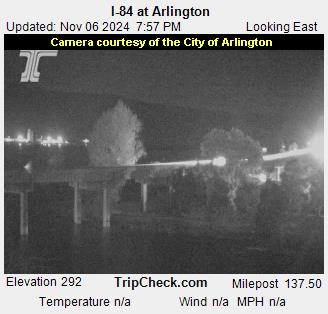 I-84 at Arlington
Updated: Nov 06 2024 7:57 PM Looking East
Camera courtesy of the City of Arlington
Elevation 292 TripCheck.com Milepost 137.50
Temperature n/a Wind n/a MPH n/a